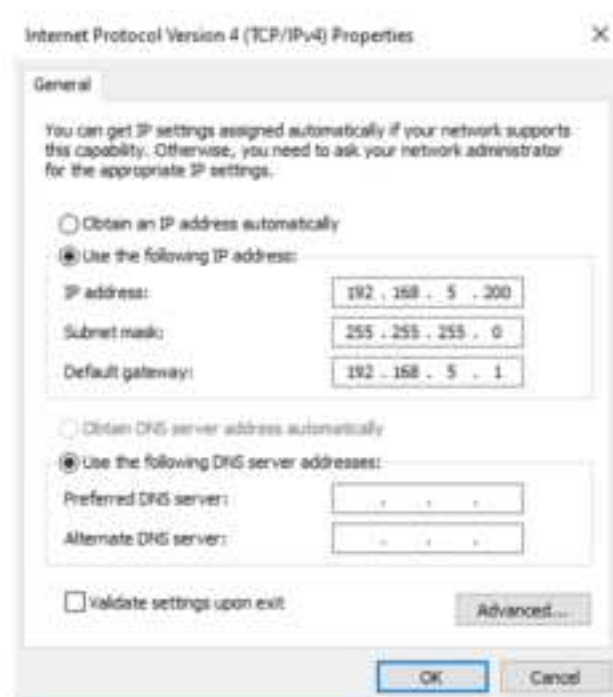 Internet Protocol Version 4 (TCP/IPv4) Properties
General
You can get IP settings assigned automatically if your network supports
this capability. Otherwise, you need to ask your network administrator
for the appropriate IP settings.
Obtain an IP address automatically
Use the following IP address:
IP address: 192 . 168 . 5 . 200
Subnet mask: 255 . 255 . 255 . 0
Default gateway: 192 . 168 . 5 . 1
Obtain DNS server address automatically
Use the following DNS server addresses:
Preferred DNS server: . . .
Alternate DNS server: . . .
Validate settings upon exit
Advanced...
OK Cancel